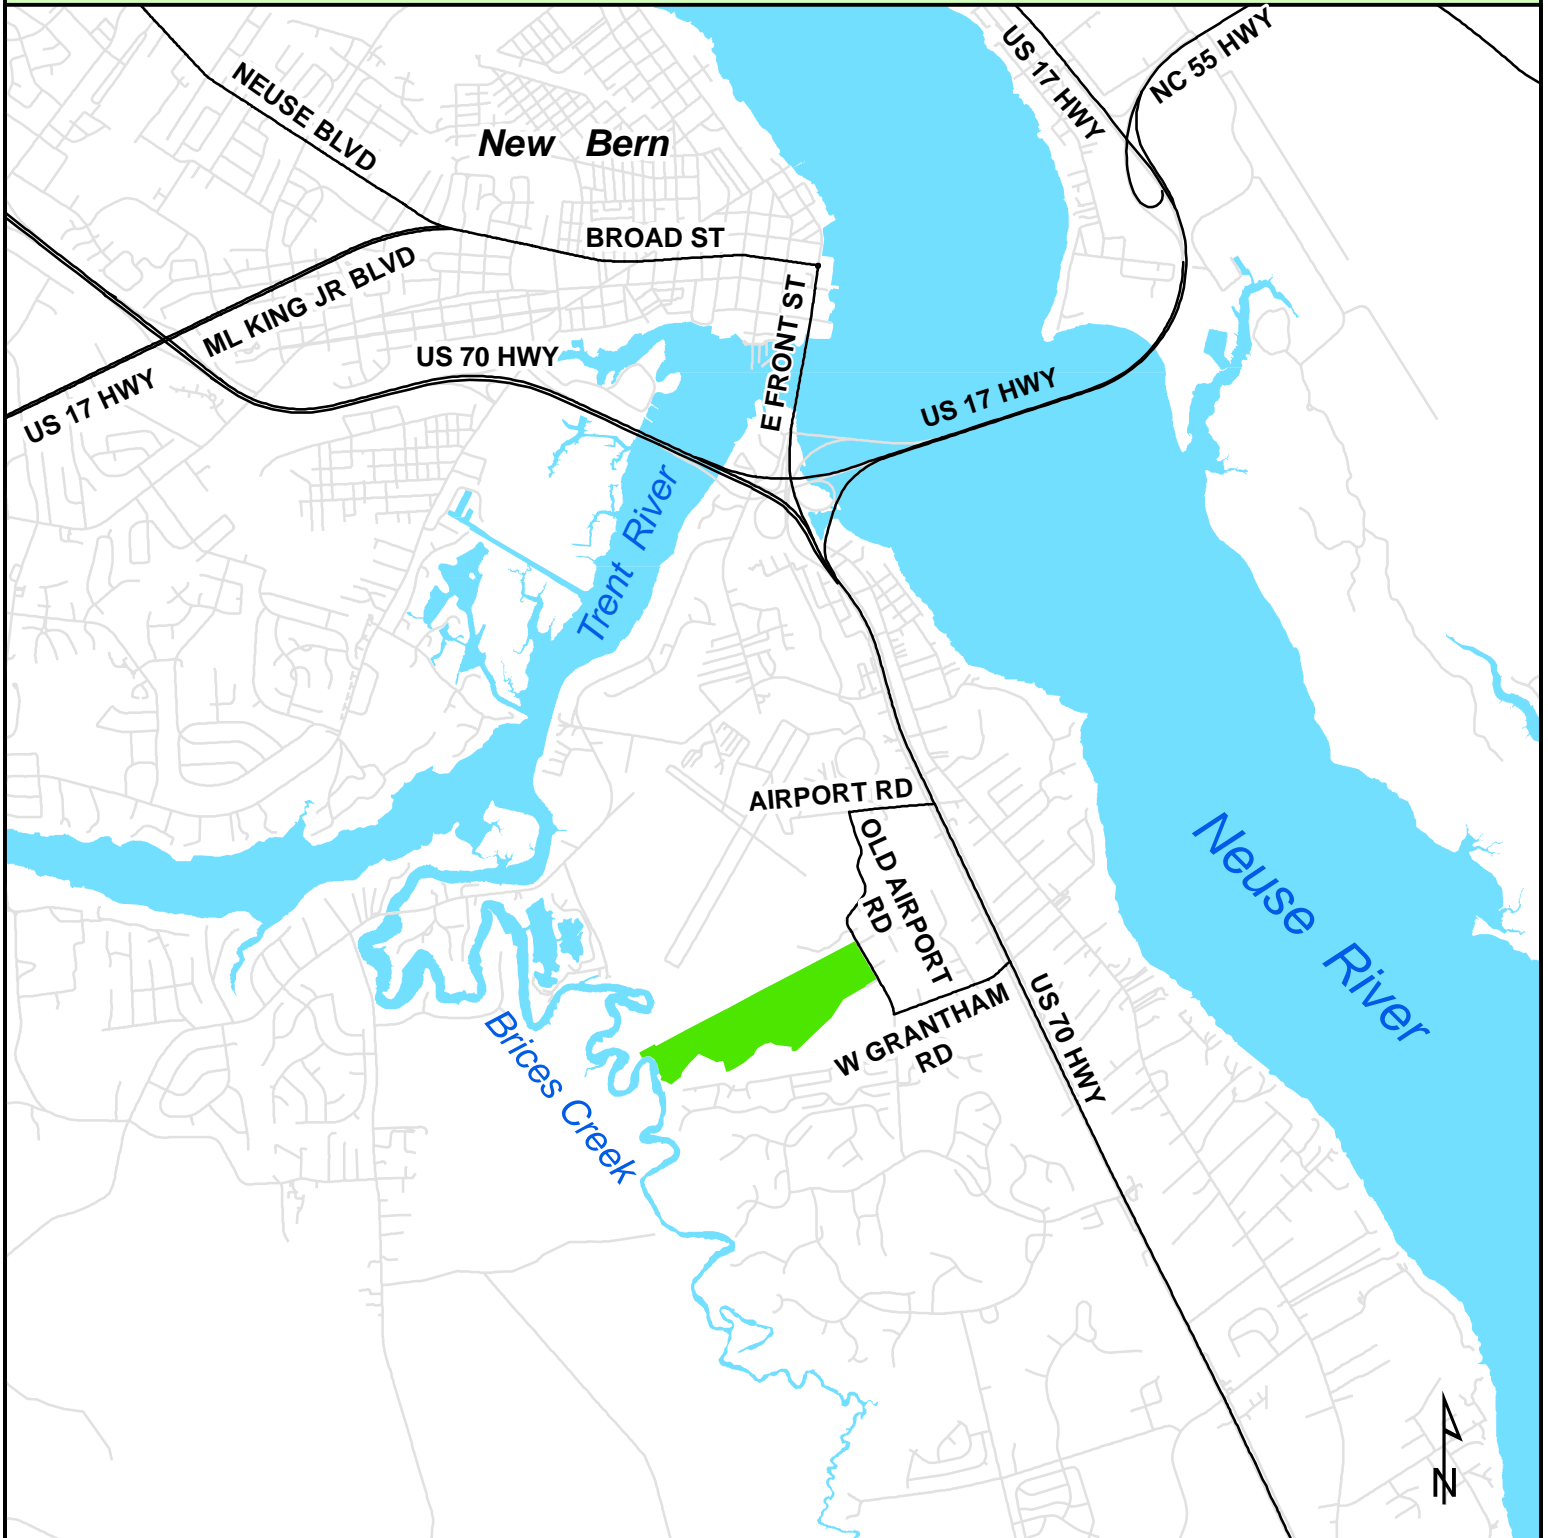 US 17 HWY
NC 55 HWY
NEUSE BLVD
New Bern
BROAD ST
ML KING JR BLVD
E FRONT ST
US 70 HWY
US 17 HWY
US 17 HWY
Trent River
AIRPORT RD
OLD AIRPORT
RD
Neuse River
US 70 HWY
W GRANTHAM
RD
Brices Creek
N